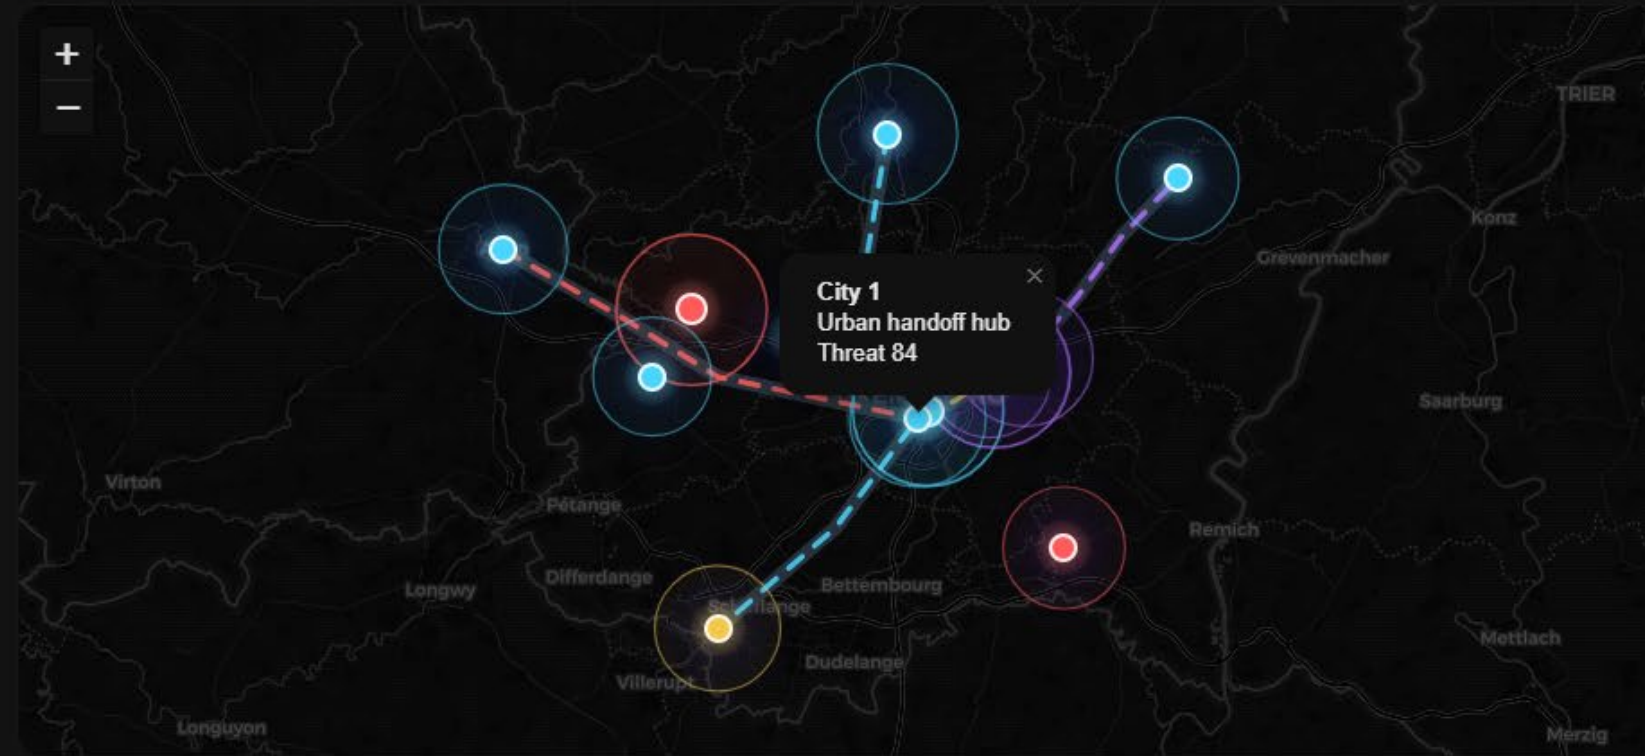 +
TRIER
−
Konz
Grevenmacher
×
City 1
Urban handoff hub
Threat 84
Saarburg
Virton
Pétange
Remich
Differdange
Bettembourg
Longwy
Mettlach
Dudelange
Villerupt
Longuyon
Merzig